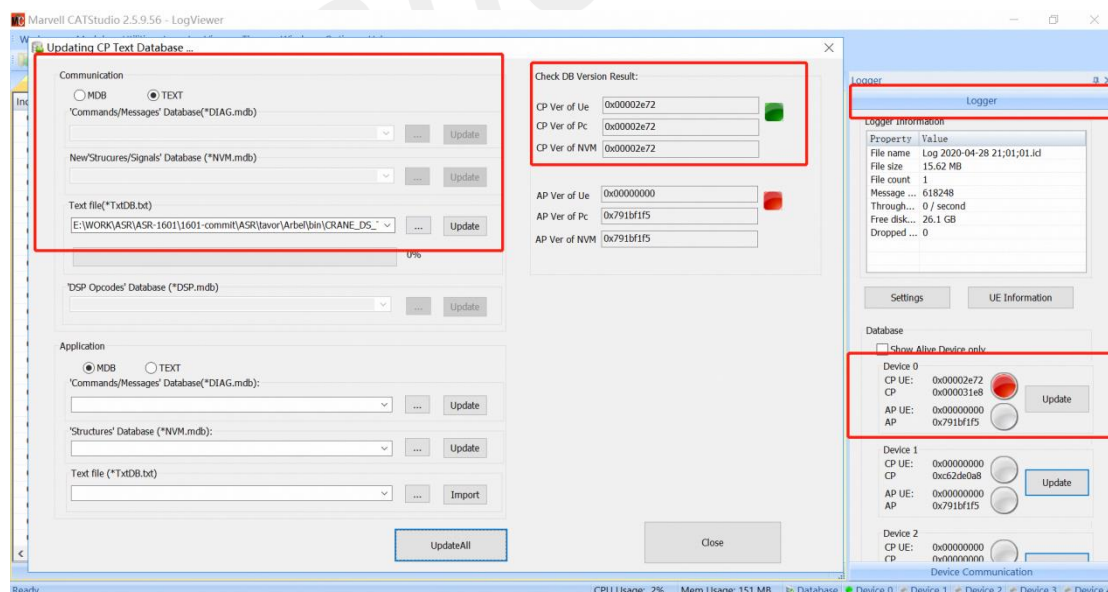 Marvell CATStudio 2.5.9.56 - LogViewer
Updating CP Text Database ...
Communication
MDB TEXT
'Commands/Messages' Database(*DIAG.mdb)
... Update
New'Strucures/Signals' Database (*NVM.mdb)
... Update
Text file(*TxtDB.txt)
E:\WORK\ASR\ASR-1601\1601-commit\ASR\tavor\Arbel\bin\CRANE_DS_ ... Update
0%
'DSP Opcodes' Database (*DSP.mdb)
... Update
Application
MDB TEXT
'Commands/Messages' Database(*DIAG.mdb):
... Update
'Structures' Database (*NVM.mdb):
... Update
Text file (*TxtDB.txt)
... Import
UpdateAll
Check DB Version Result:
CP Ver of Ue 0x00002e72
CP Ver of Pc 0x00002e72
CP Ver of NVM 0x00002e72
AP Ver of Ue 0x00000000
AP Ver of Pc 0x791bf1f5
AP Ver of NVM 0x791bf1f5
Close
Logger
Logger
Logger Information
Property Value
File name Log 2020-04-28 21;01;01.icl
File size 15.62 MB
File count 1
Message ... 618248
Through... 0 / second
Free disk... 26.1 GB
Dropped ... 0
Settings UE Information
Database
Show Alive Device only
Device 0
CP UE: 0x00002e72
CP 0x000031e8
Update
AP UE: 0x00000000
AP 0x791bf1f5
Device 1
CP UE: 0x00000000
CP 0xc62de0a8
Update
AP UE: 0x00000000
AP 0x791bf1f5
Device 2
CP UE: 0x00000000
CP 0x00000000
Device Communication
Ready CPU Usage: 2% Mem Usage: 151 MB Database Device 0 Device 1 Device 2 Device 3 Device